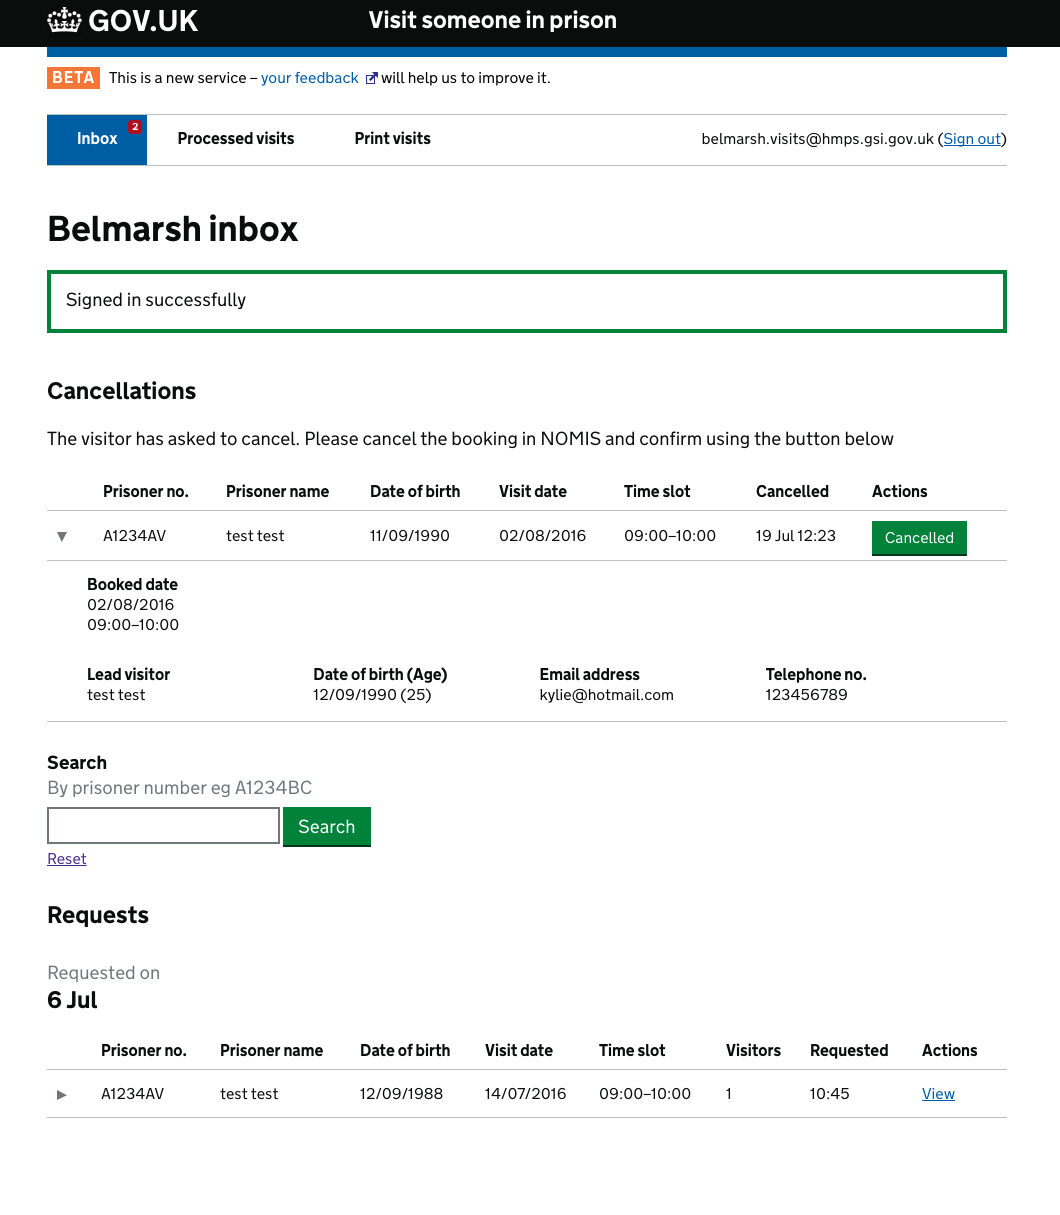 GOV.UK Visit someone in prison
BETA This is a new service – your feedback will help us to improve it.
Inbox 2 Processed visits Print visits belmarsh.visits@hmps.gsi.gov.uk (Sign out)
Belmarsh inbox
Signed in successfully
Cancellations
The visitor has asked to cancel. Please cancel the booking in NOMIS and confirm using the button below
Prisoner no. Prisoner name Date of birth Visit date Time slot Cancelled Actions
▼ A1234AV test test 11/09/1990 02/08/2016 09:00–10:00 19 Jul 12:23 Cancelled
Booked date
02/08/2016
09:00–10:00
Lead visitor Date of birth (Age) Email address Telephone no.
test test 12/09/1990 (25) kylie@hotmail.com 123456789
Search
By prisoner number eg A1234BC
Search
Reset
Requests
Requested on
6 Jul
Prisoner no. Prisoner name Date of birth Visit date Time slot Visitors Requested Actions
► A1234AV test test 12/09/1988 14/07/2016 09:00–10:00 1 10:45 View